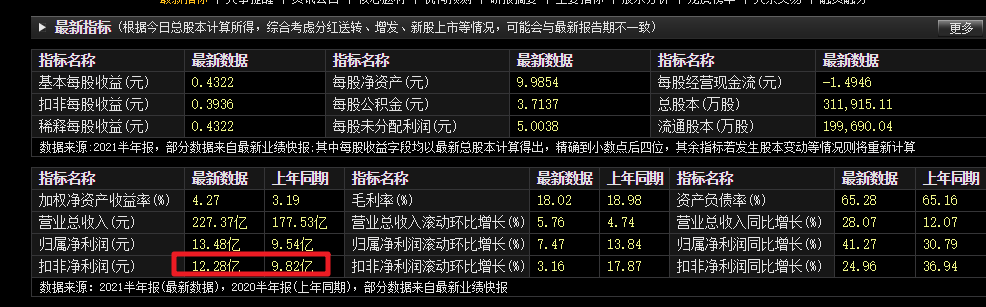 最新指标 (根据今日总股本计算所得，综合考虑分红送转、增发、新股上市等情况，可能会与最新报告期不一致) 更多
指标名称 最新数据 指标名称 最新数据 指标名称 最新数据
基本每股收益(元) 0.4322 每股净资产(元) 9.9854 每股经营现金流(元) -1.4946
扣非每股收益(元) 0.3936 每股公积金(元) 3.7137 总股本(万股) 311,915.11
稀释每股收益(元) 0.4322 每股未分配利润(元) 5.0038 流通股本(万股) 199,690.04
数据来源:2021半年报，部分数据来自最新业绩快报;其中每股收益字段均以最新总股本计算得出，精确到小数点后四位，其余指标若发生股本变动等情况则将重新计算
指标名称 最新数据 上年同期 指标名称 最新数据 上年同期 指标名称 最新数据 上年同期
加权净资产收益率(%) 4.27 3.19 毛利率(%) 18.02 18.98 资产负债率(%) 65.28 65.16
营业总收入(元) 227.37亿 177.53亿 营业总收入滚动环比增长(%) 5.76 4.74 营业总收入同比增长(%) 28.07 12.07
归属净利润(元) 13.48亿 9.54亿 归属净利润滚动环比增长(%) 7.47 13.84 归属净利润同比增长(%) 41.27 30.79
扣非净利润(元) 12.28亿 9.82亿 扣非净利润滚动环比增长(%) 3.16 17.87 扣非净利润同比增长(%) 24.96 36.94
数据来源：2021半年报(最新数据)，2020半年报(上年同期)，部分数据来自最新业绩快报